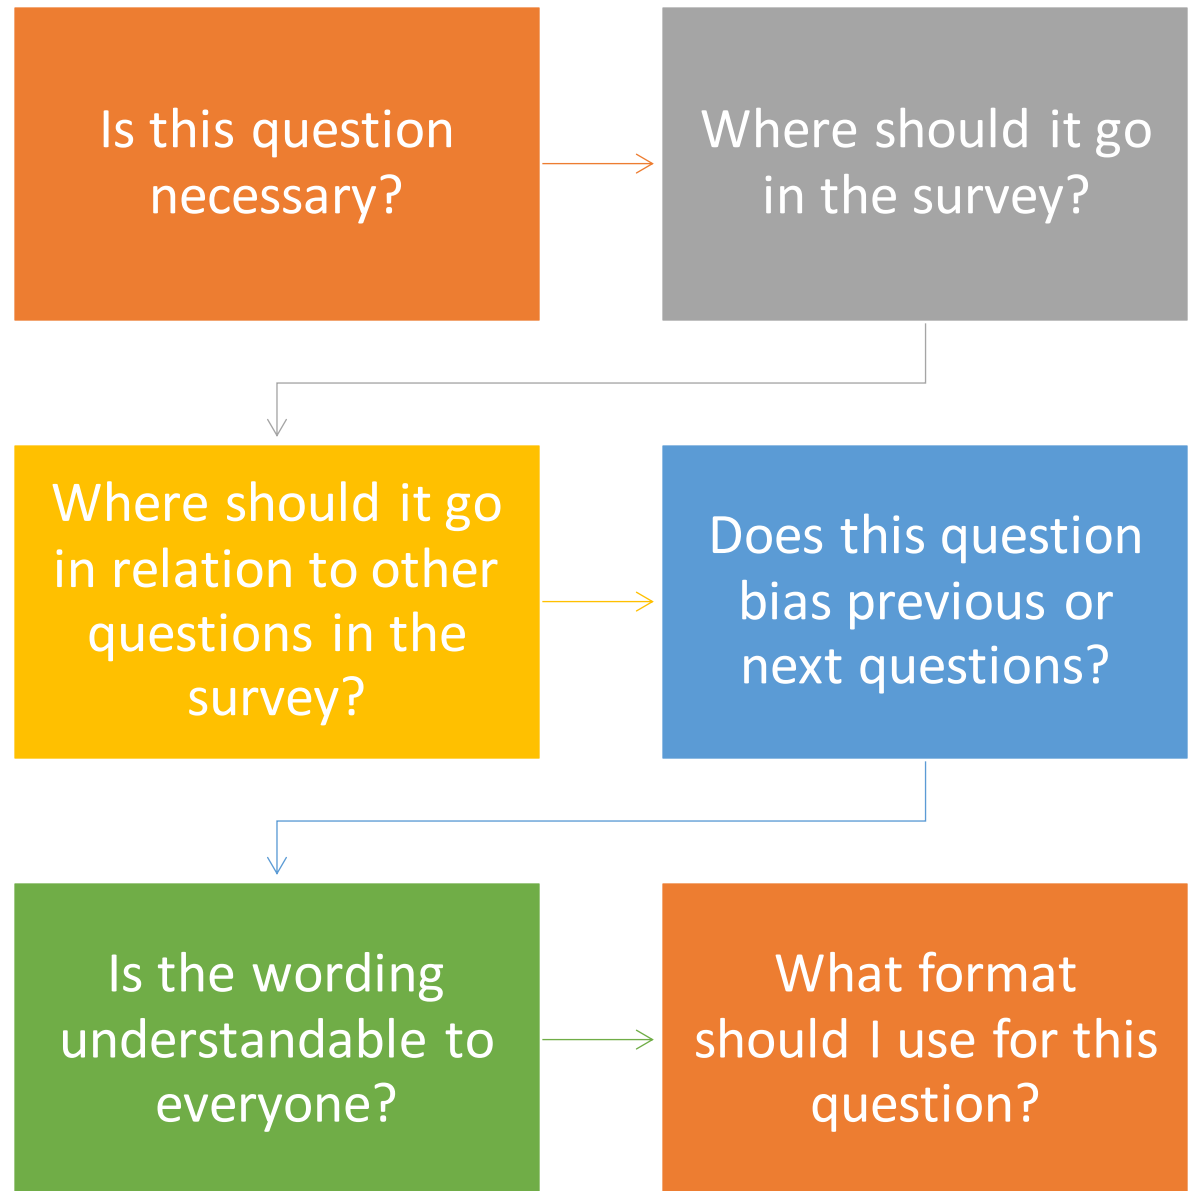 Is this question
necessary?
Where should it go
in the survey?
Where should it go
in relation to other
questions in the
survey?
Does this question
bias previous or
next questions?
Is the wording
understandable to
everyone?
What format
should I use for this
question?